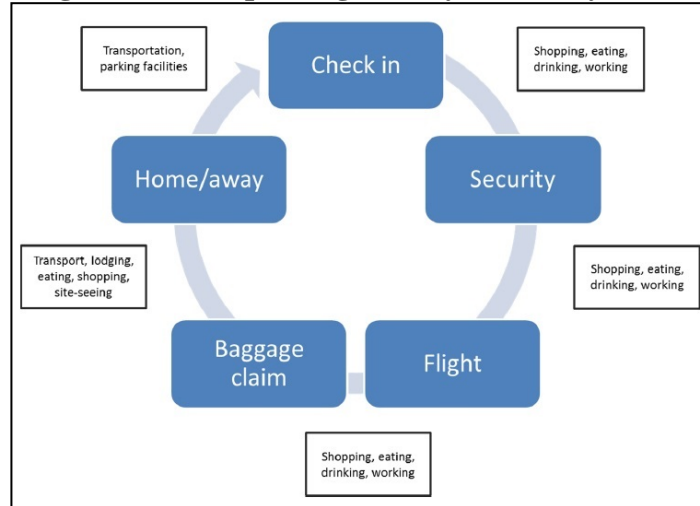 Transportation,
parking facilities
Check in
Shopping, eating,
drinking, working
Home/away
Security
Transport, lodging,
eating, shopping,
site-seeing
Shopping, eating,
drinking, working
Baggage
claim
Flight
Shopping, eating,
drinking, working